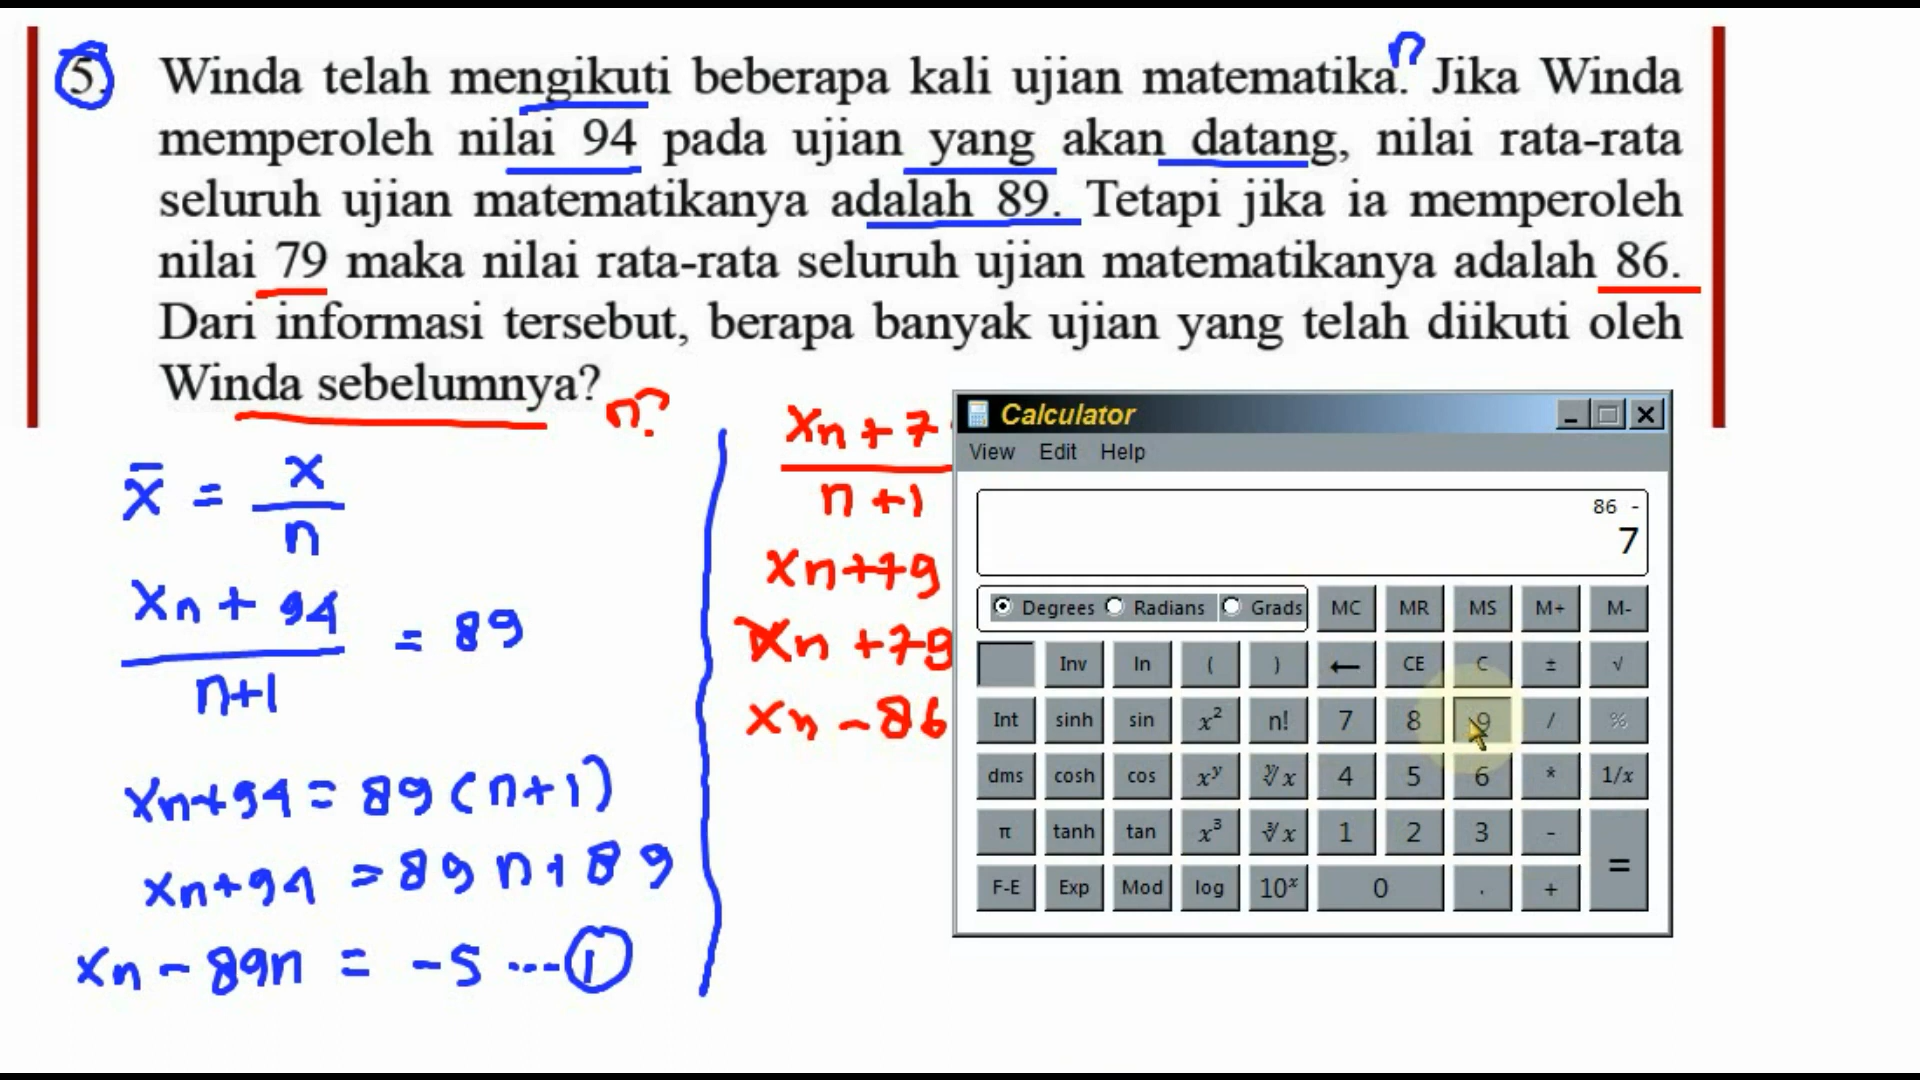 5. Winda telah mengikuti beberapa kali ujian matematika. Jika Winda
n
memperoleh nilai 94 pada ujian yang akan datang, nilai rata-rata
seluruh ujian matematikanya adalah 89. Tetapi jika ia memperoleh
nilai 79 maka nilai rata-rata seluruh ujian matematikanya adalah 86.
Dari informasi tersebut, berapa banyak ujian yang telah diikuti oleh
Winda sebelumnya?
n?
x̄ = x/n
(xn + 94)/(n+1) = 89
xn+94 = 89(n+1)
xn+94 = 89n+89
xn - 89n = -5 ... ①
xn + 7
n+1
xn+79
xn +79
xn - 86
Calculator
View Edit Help
86 -
7
Degrees Radians Grads MC MR MS M+ M-
Inv ln ( ) ← CE C ± √
Int sinh sin x² n! 7 8 9 / %
dms cosh cos xʸ ʸ√x 4 5 6 * 1/x
π tanh tan x³ ³√x 1 2 3 - =
F-E Exp Mod log 10ˣ 0 . +